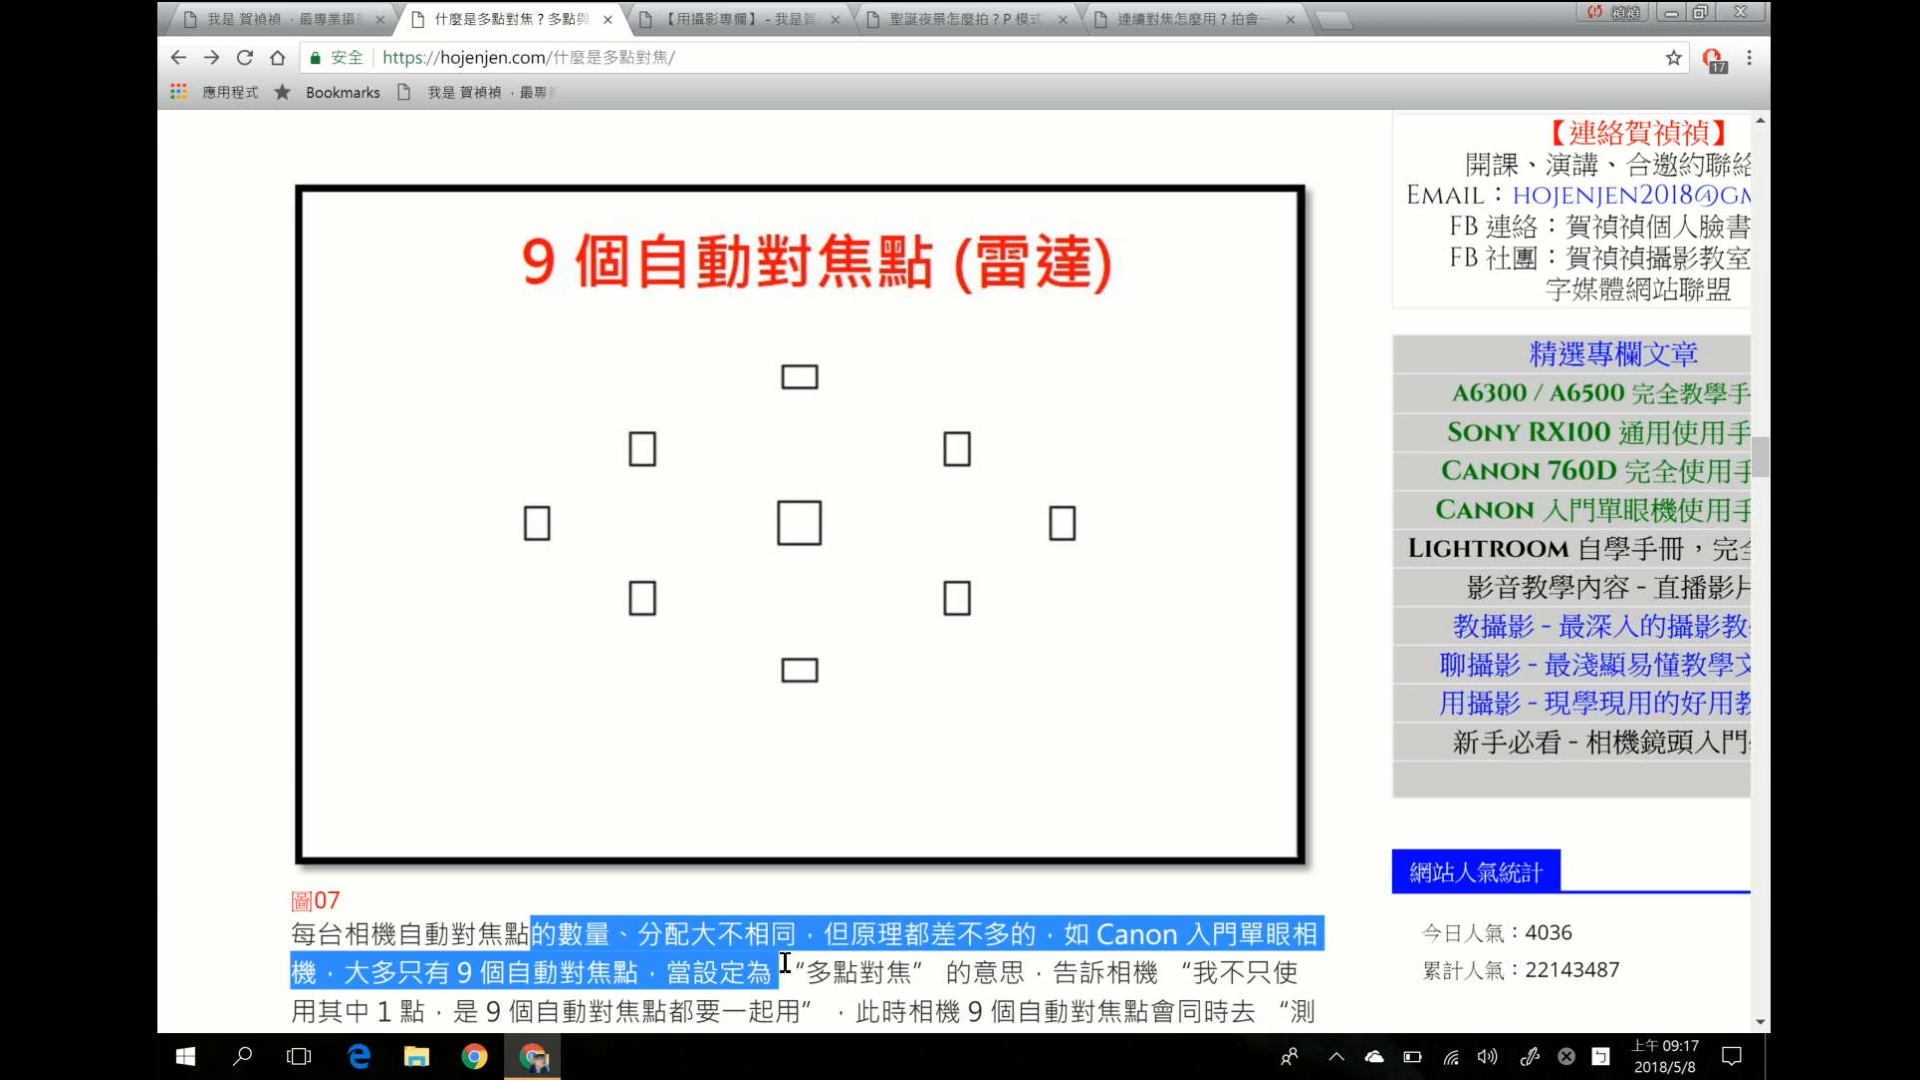 我是 賀禎禎 ，最專業攝
什麼是多點對焦？多點與
【用攝影專欄】- 我是
聖誕夜景怎麼拍？P 模式
連續對焦怎麼用？拍會
禎禎
安全
https://hojenjen.com/什麼是多點對焦/
17
應用程式
Bookmarks
我是 賀禎禎 ，最專
9 個自動對焦點 (雷達)
圖07
每台相機自動對焦點的數量、分配大不相同，但原理都差不多的，如 Canon 入門單眼相
機，大多只有 9 個自動對焦點，當設定為 “多點對焦” 的意思，告訴相機 “我不只使
用其中 1 點，是 9 個自動對焦點都要一起用” ，此時相機 9 個自動對焦點會同時去 “測
【連絡賀禎禎】
開課、演講、合邀約聯絡
Email：hojenjen2018@gm
FB 連絡：賀禎禎個人臉書
FB 社團：賀禎禎攝影教室
字媒體網站聯盟
精選專欄文章
A6300 / A6500 完全教學手
Sony RX100 通用使用手
Canon 760D 完全使用手
Canon 入門單眼機使用手
Lightroom 自學手冊，完全
影音教學內容 - 直播影片
教攝影 - 最深入的攝影教
聊攝影 - 最淺顯易懂教學文
用攝影 - 現學現用的好用教
新手必看 - 相機鏡頭入門
網站人氣統計
今日人氣：4036
累計人氣：22143487
上午 09:17
2018/5/8